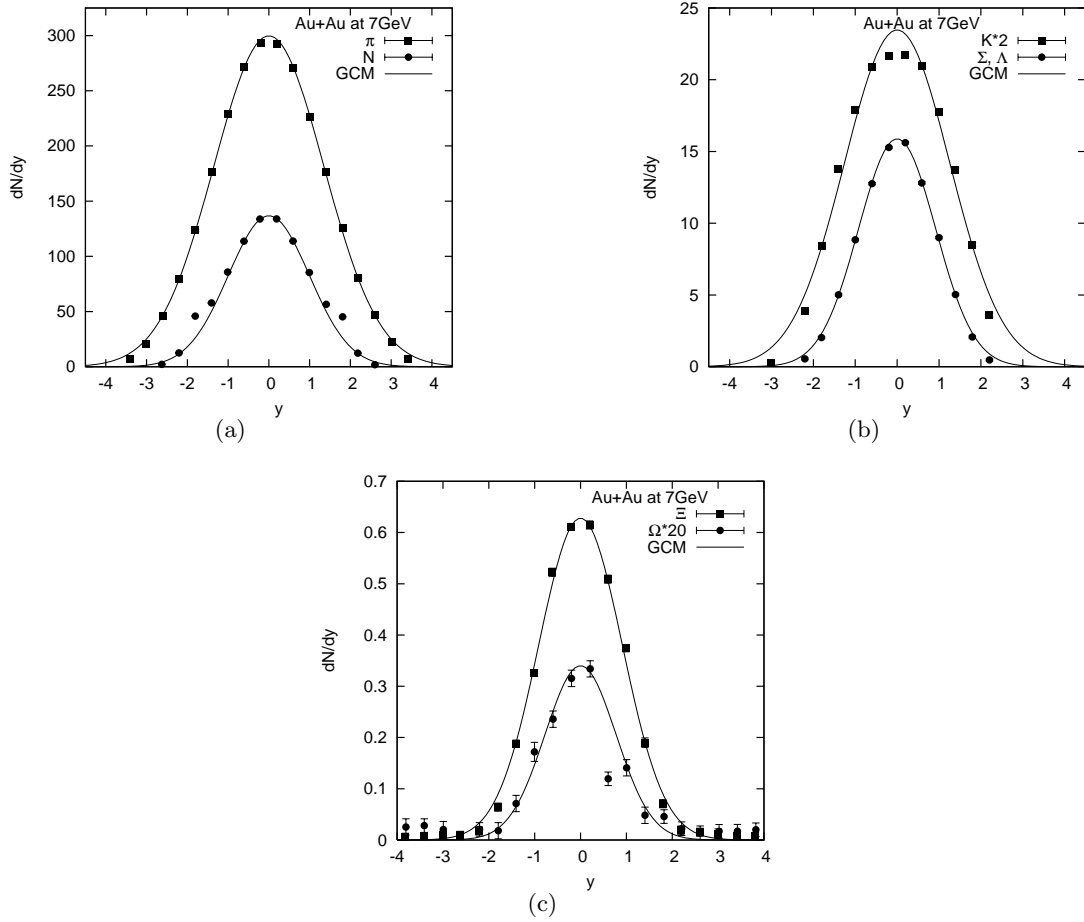 Au+Au at 7GeV
π
N
GCM
dN/dy
300
250
200
150
100
50
0
-4 -3 -2 -1 0 1 2 3 4
y
(a)
Au+Au at 7GeV
K*2
Σ, Λ
GCM
dN/dy
25
20
15
10
5
0
-4 -3 -2 -1 0 1 2 3 4
y
(b)
Au+Au at 7GeV
Ξ
Ω*20
GCM
dN/dy
0.7
0.6
0.5
0.4
0.3
0.2
0.1
0
-4 -3 -2 -1 0 1 2 3 4
y
(c)